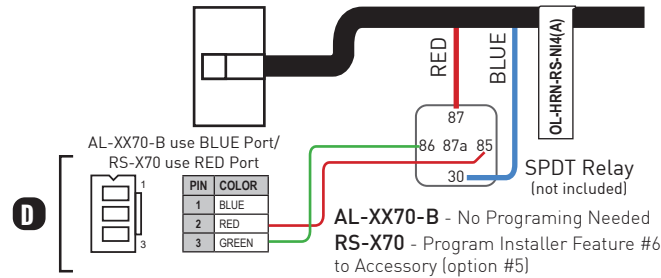 RED
BLUE
OL-HRN-RS-NI4(A)
AL-XX70-B use BLUE Port/
RS-X70 use RED Port
87
86 87a 85
30
SPDT Relay
(not included)
D
1
3
PIN COLOR
1 BLUE
2 RED
3 GREEN
AL-XX70-B - No Programing Needed
RS-X70 - Program Installer Feature #6
to Accessory (option #5)